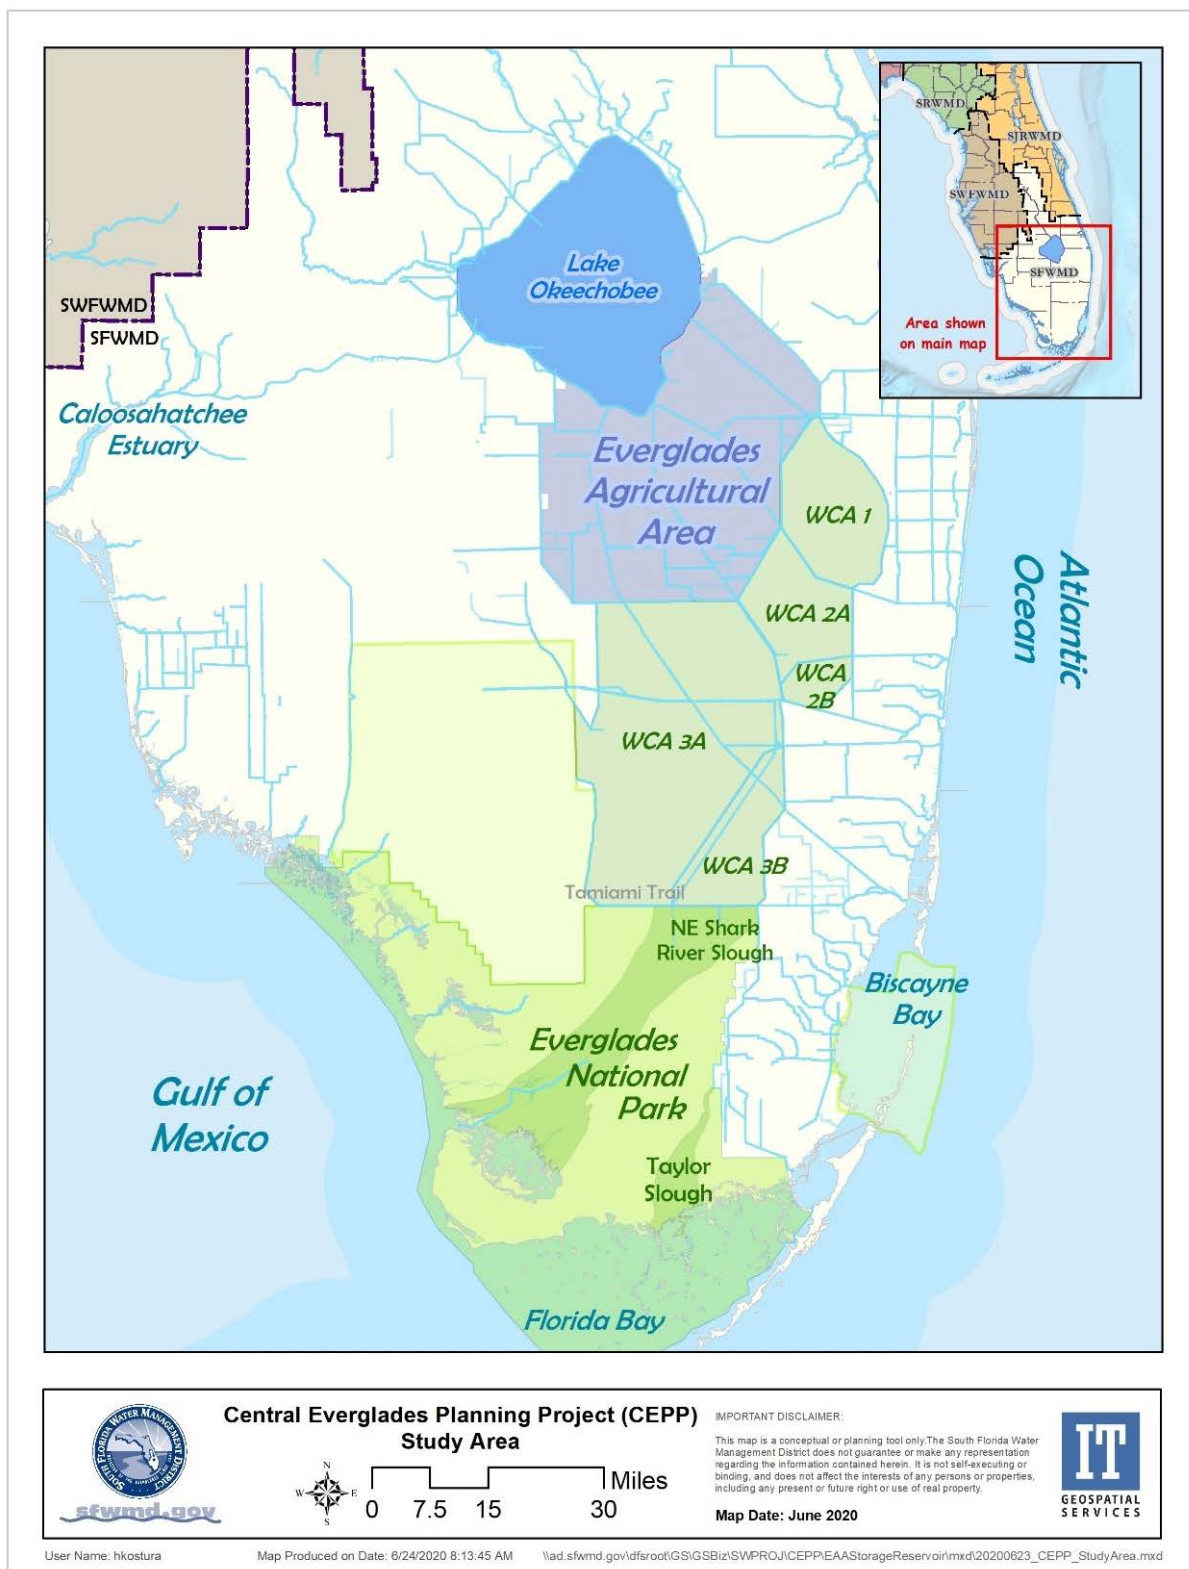 SRWMD
SJRWMD
SWFWMD
SFWMD
Area shown
on main map
Lake
Okeechobee
SWFWMD
SFWMD
Caloosahatchee
Estuary
Everglades
Agricultural
Area
WCA 1
Atlantic
Ocean
WCA 2A
WCA
2B
WCA 3A
WCA 3B
Tamiami Trail
NE Shark
River Slough
Biscayne
Bay
Everglades
National
Park
Gulf of
Mexico
Taylor
Slough
Florida Bay
SOUTH FLORIDA WATER MANAGEMENT DISTRICT
sfwmd.gov
Central Everglades Planning Project (CEPP)
Study Area
N
W E
S
0 7.5 15 30 Miles
IMPORTANT DISCLAIMER:
This map is a conceptual or planning tool only.The South Florida Water
Management District does not guarantee or make any representation
regarding the information contained herein. It is not self-executing or
binding, and does not affect the interests of any persons or properties,
including any present or future right or use of real property.
Map Date: June 2020
IT
GEOSPATIAL
SERVICES
User Name: hkostura
Map Produced on Date: 6/24/2020 8:13:45 AM
\\ad.sfwmd.gov\dfsroot\GS\GSBiz\SWPROJ\CEPP\EAAStorageReservoir\mxd\20200623_CEPP_StudyArea.mxd